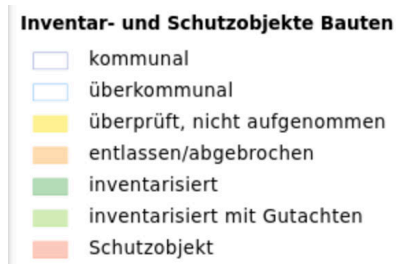 Inventar- und Schutzobjekte Bauten
kommunal
überkommunal
überprüft, nicht aufgenommen
entlassen/abgebrochen
inventarisiert
inventarisiert mit Gutachten
Schutzobjekt